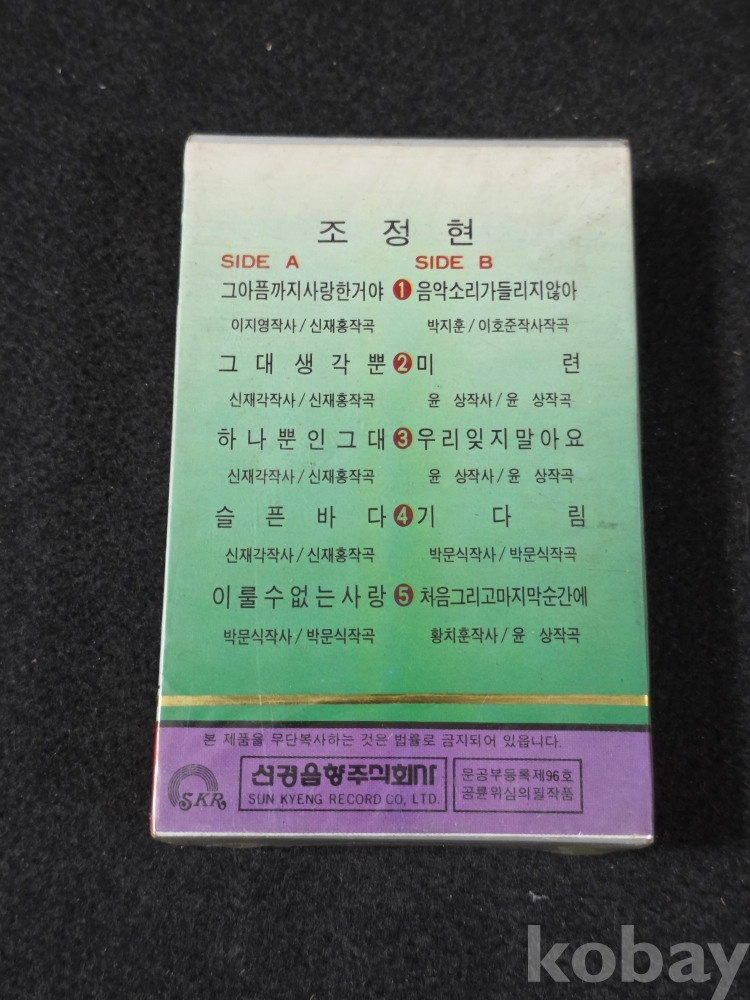 조 정 현
SIDE A SIDE B
그아픔까지사랑한거야 1 음악소리가들리지않아
이지영작사/신재홍작곡 박지훈/이호준작사작곡
그 대 생 각 뿐 2 미 련
신재각작사/신재홍작곡 윤 상작사/윤 상작곡
하나뿐인그대 3 우리잊지말아요
신재각작사/신재홍작곡 윤 상작사/윤 상작곡
슬 픈 바 다 4 기 다 림
신재각작사/신재홍작곡 박문식작사/박문식작곡
이룰수없는사랑 5 처음그리고마지막순간에
박문식작사/박문식작곡 황치훈작사/윤 상작곡
본 제품을 무단복사하는 것은 법률로 금지되어 있읍니다.
SKR
선경음향주식회사
SUN KYENG RECORD CO, LTD.
문공부등록제96호
공륜위심의필작품
kobay